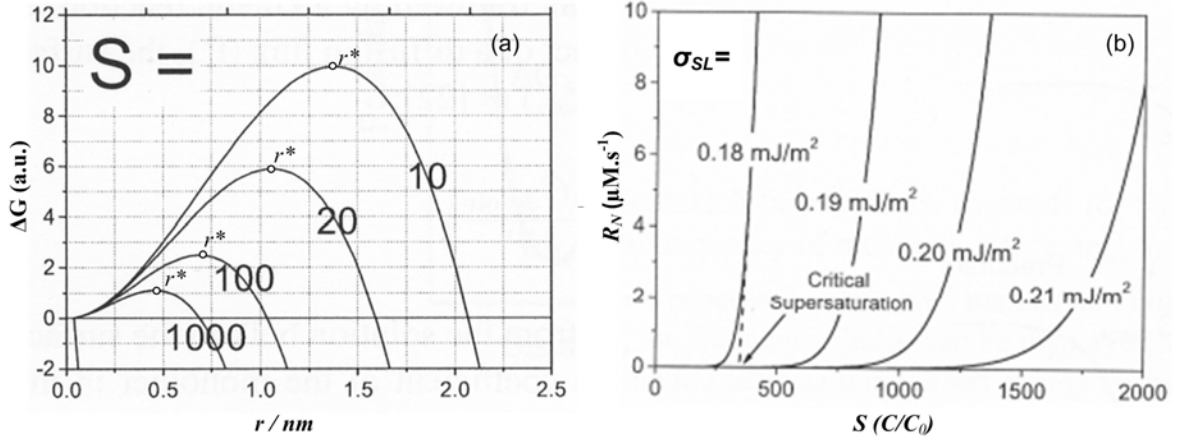 (a)
S =
12
10
8
6
4
2
0
-2
ΔG (a.u.)
r*
r*
r*
r*
10
20
100
1000
0.0
0.5
1.0
1.5
2.0
2.5
r / nm
(b)
σSL=
10
8
6
4
2
0
R_N (μM.s⁻¹)
0.18 mJ/m²
0.19 mJ/m²
0.20 mJ/m²
0.21 mJ/m²
Critical
Supersaturation
0
500
1000
1500
2000
S (C/C₀)